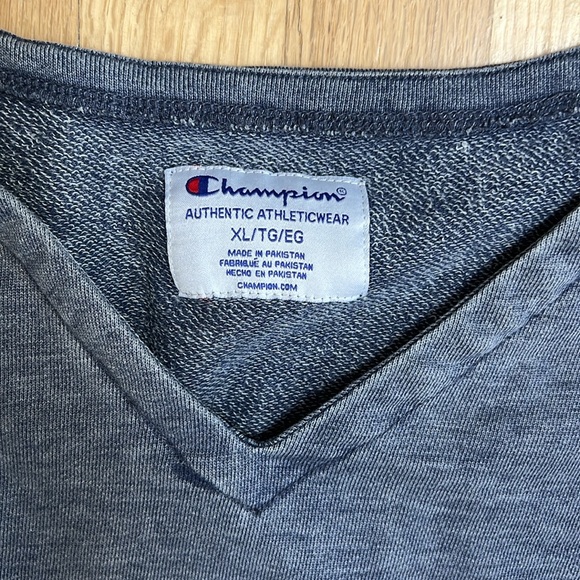 Champion®
AUTHENTIC ATHLETICWEAR
XL/TG/EG
MADE IN PAKISTAN
FABRIQUÉ AU PAKISTAN
HECHO EN PAKISTAN
CHAMPION.COM